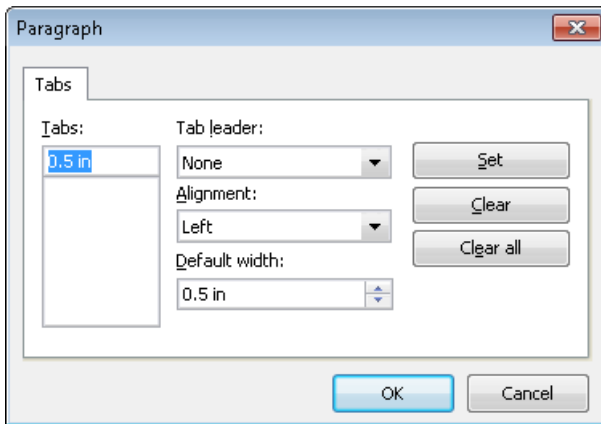 Paragraph
Tabs
Tabs:
Tab leader:
0.5 in
None
Set
Alignment:
Clear
Left
Clear all
Default width:
0.5 in
OK
Cancel